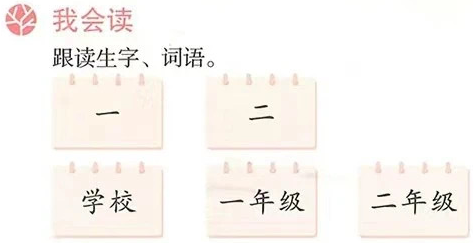 我会读
跟读生字、词语。
一 二
学校 一年级 二年级